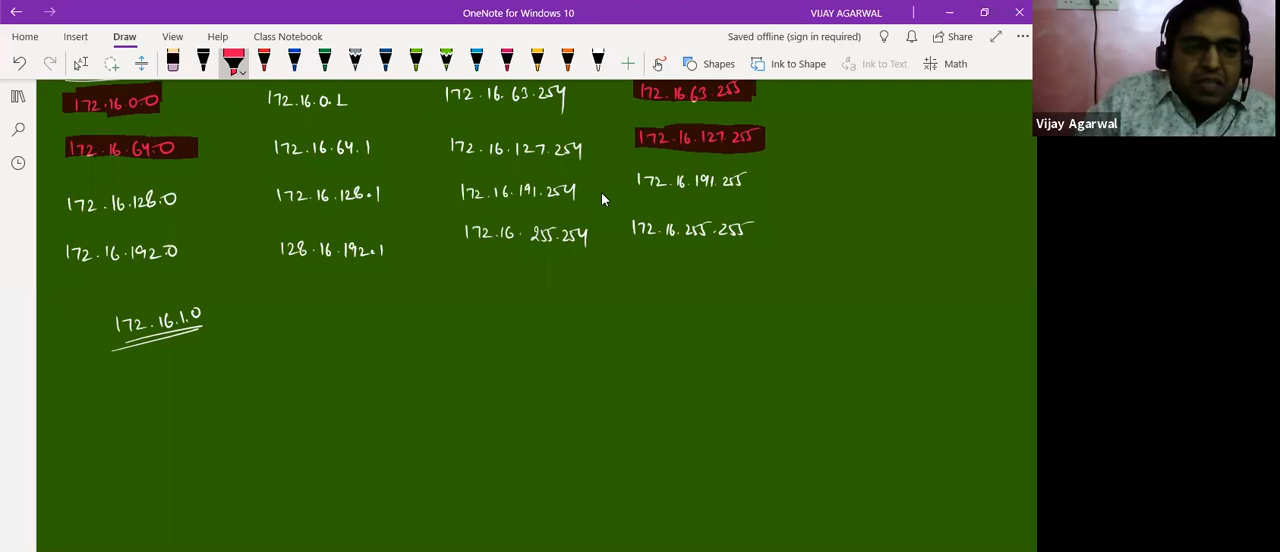 OneNote for Windows 10
VIJAY AGARWAL
Home Insert Draw View Help Class Notebook
Saved offline (sign in required)
Share
Shapes
Ink to Shape
Ink to Text
Math
172.16.0.0 172.16.0.1 172.16.63.254 172.16.63.255
172.16.64.0 172.16.64.1 172.16.127.254 172.16.127.255
172.16.128.0 172.16.128.1 172.16.191.254 172.16.191.255
172.16.192.0 128.16.192.1 172.16.255.254 172.16.255.255
172.16.1.0
Vijay Agarwal